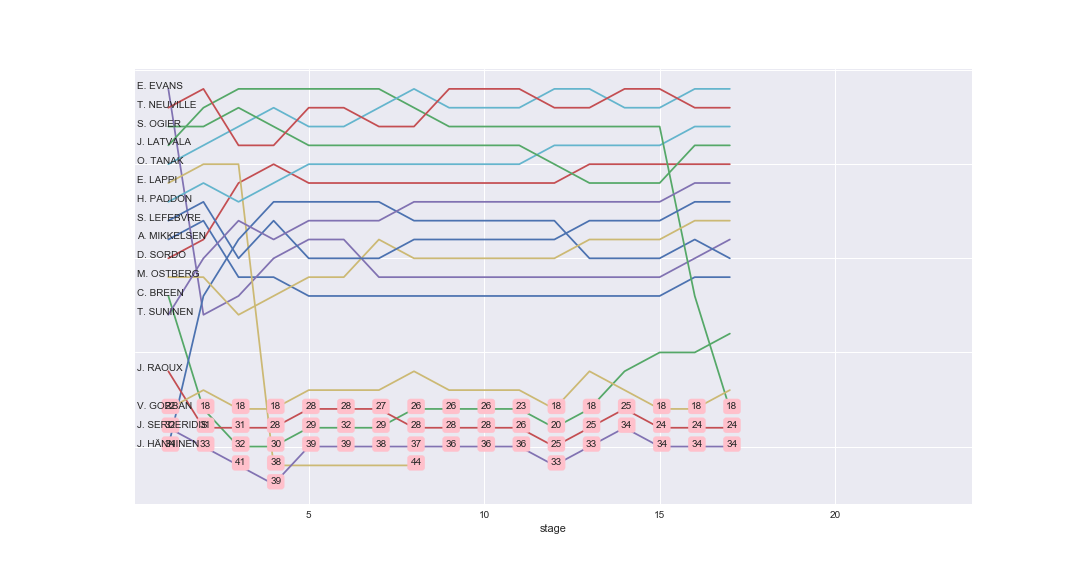 E. EVANS
T. NEUVILLE
S. OGIER
J. LATVALA
O. TANAK
E. LAPPI
H. PADDON
S. LEFEBVRE
A. MIKKELSEN
D. SORDO
M. OSTBERG
C. BREEN
T. SUNINEN
J. RAOUX
V. GORBAN 18 18 18 28 28 27 26 26 26 23 18 18 25 18 18 18
J. SERDERIDIS 31 28 39 32 29 28 28 28 26 20 25 34 24 24 24
33 32 30 39 39 38 37 36 36 36 25 33 34 34 34
41 38 44 33
39
5 10 15 20
stage